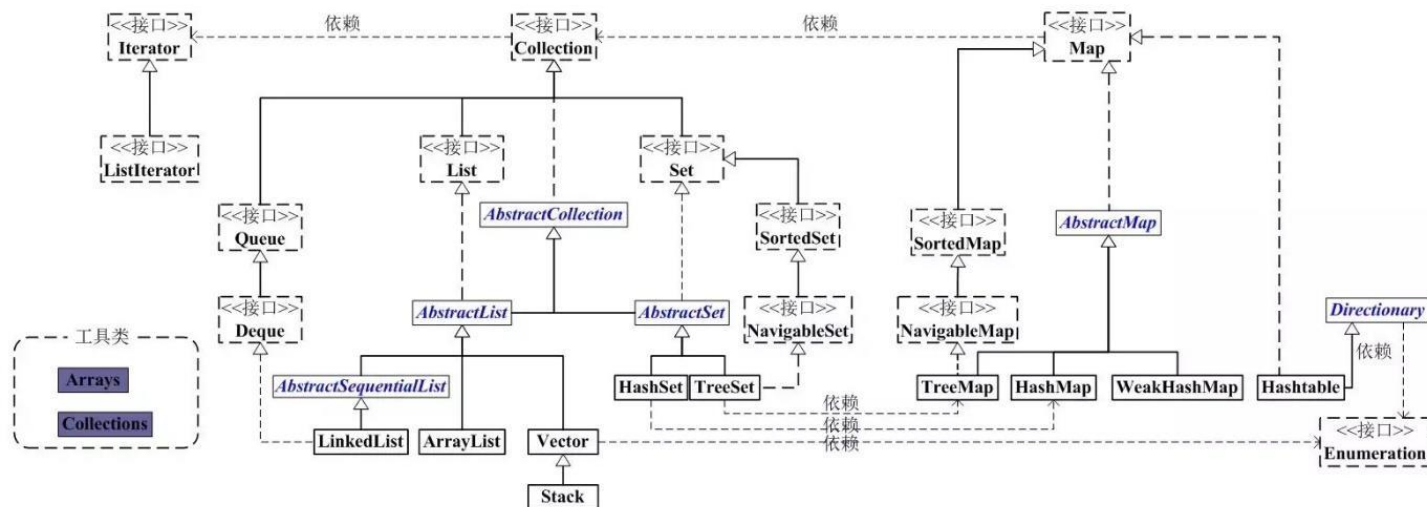 <<接口>>
Iterator
依赖
<<接口>>
Collection
依赖
<<接口>>
Map
<<接口>>
ListIterator
<<接口>>
List
<<接口>>
Set
<<接口>>
Queue
AbstractCollection
<<接口>>
SortedSet
<<接口>>
SortedMap
AbstractMap
<<接口>>
Deque
AbstractList
AbstractSet
<<接口>>
NavigableSet
<<接口>>
NavigableMap
Directionary
工具类
Arrays
Collections
AbstractSequentialList
HashSet
TreeSet
TreeMap
HashMap
WeakHashMap
Hashtable
依赖
依赖
依赖
依赖
LinkedList
ArrayList
Vector
<<接口>>
Enumeration
Stack